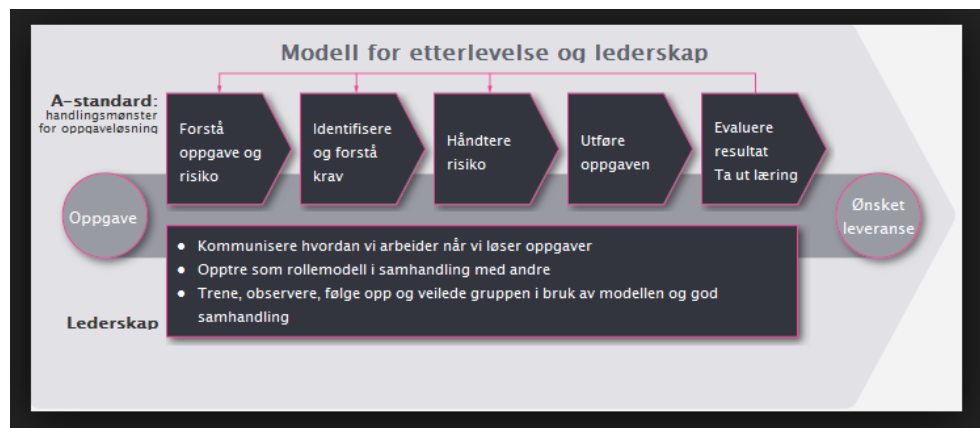 Modell for etterlevelse og lederskap
A-standard:
handlingsmønster
for oppgaveløsning
Forstå
oppgave og
risiko
Identifisere
og forstå
krav
Håndtere
risiko
Utføre
oppgaven
Evaluere
resultat
Ta ut læring
Oppgave
Ønsket
leveranse
• Kommunisere hvordan vi arbeider når vi løser oppgaver
• Opptre som rollemodell i samhandling med andre
• Trene, observere, følge opp og veilede gruppen i bruk av modellen og god
samhandling
Lederskap